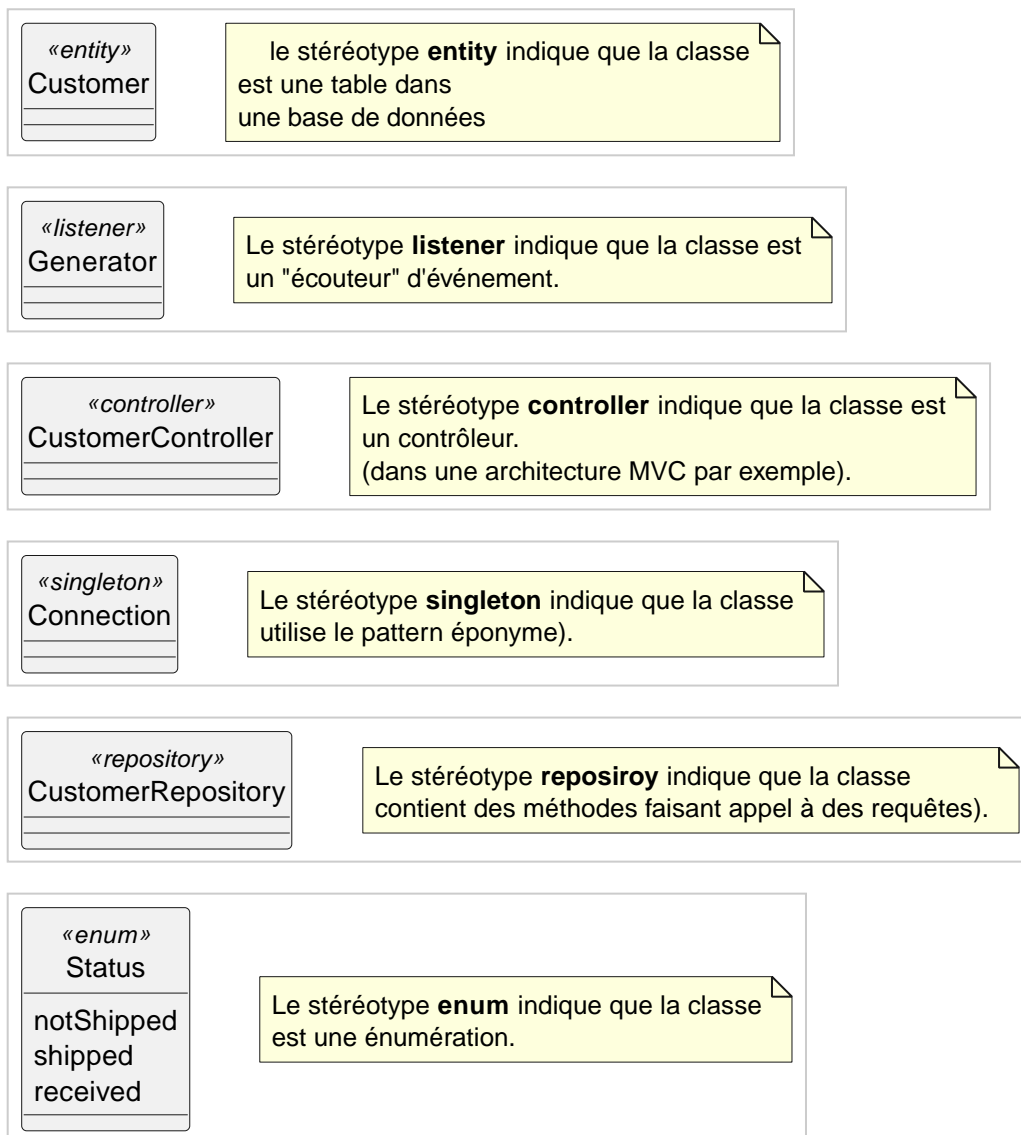 «entity»
Customer
le stéréotype entity indique que la classe
est une table dans
une base de données
«listener»
Generator
Le stéréotype listener indique que la classe est
un "écouteur" d'événement.
«controller»
CustomerController
Le stéréotype controller indique que la classe est
un contrôleur.
(dans une architecture MVC par exemple).
«singleton»
Connection
Le stéréotype singleton indique que la classe
utilise le pattern éponyme).
«repository»
CustomerRepository
Le stéréotype reposiroy indique que la classe
contient des méthodes faisant appel à des requêtes).
«enum»
Status
notShipped
shipped
received
Le stéréotype enum indique que la classe
est une énumération.